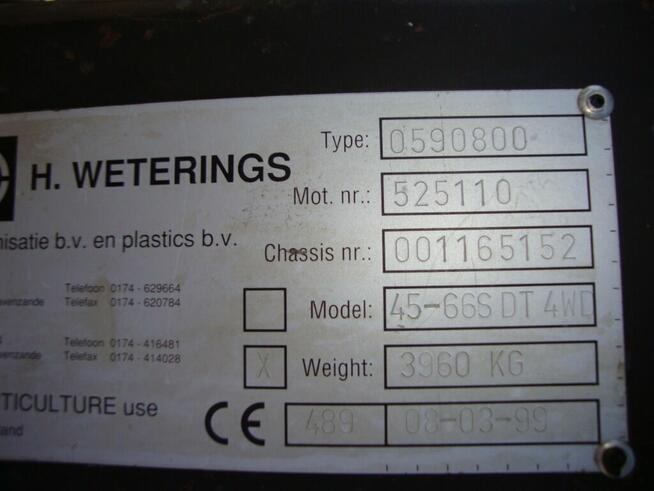 Type: 0590800
H. WETERINGS
Mot. nr.: 525110
nisatie b.v. en plastics b.v.
Chassis nr.: 001165152
Telefoon 0174 - 629664
avenzande Telefax 0174 - 620784
Model: 45-66S DT 4WD
Telefoon 0174 - 416481
venzande Telefax 0174 - 414028
X Weight: 3960 KG
TICULTURE use
CE 489 08-03-99
land